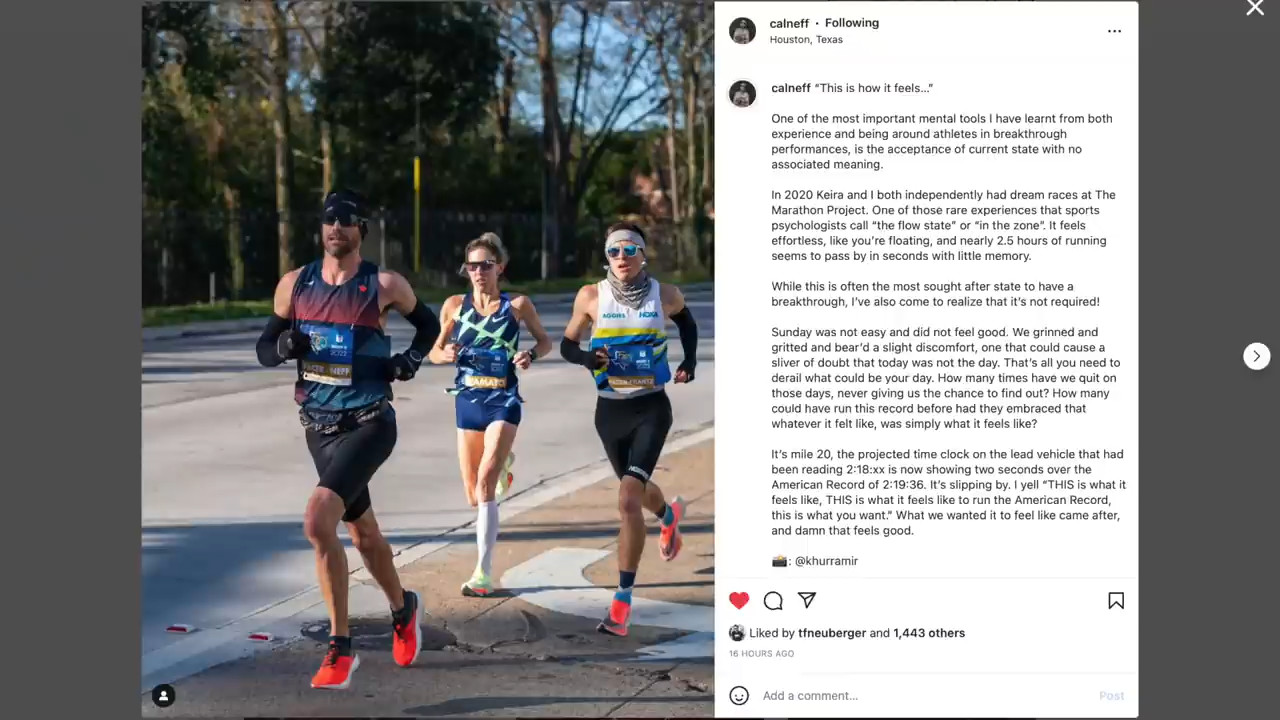 calneff • Following
Houston, Texas
calneff “This is how it feels...”
One of the most important mental tools I have learnt from both
experience and being around athletes in breakthrough
performances, is the acceptance of current state with no
associated meaning.
In 2020 Keira and I both independently had dream races at The
Marathon Project. One of those rare experiences that sports
psychologists call “the flow state” or “in the zone”. It feels
effortless, like you’re floating, and nearly 2.5 hours of running
seems to pass by in seconds with little memory.
While this is often the most sought after state to have a
breakthrough, I’ve also come to realize that it’s not required!
Sunday was not easy and did not feel good. We grinned and
gritted and bear’d a slight discomfort, one that could cause a
sliver of doubt that today was not the day. That’s all you need to
derail what could be your day. How many times have we quit on
those days, never giving us the chance to find out? How many
could have run this record before had they embraced that
whatever it felt like, was simply what it feels like?
It’s mile 20, the projected time clock on the lead vehicle that had
been reading 2:18:xx is now showing two seconds over the
American Record of 2:19:36. It’s slipping by. I yell “THIS is what it
feels like, THIS is what it feels like to run the American Record,
this is what you want.” What we wanted it to feel like came after,
and damn that feels good.
📸: @khurramir
Liked by tfneuberger and 1,443 others
16 HOURS AGO
Add a comment...
Post
AGGIES HOKA
2022
PACER - NEFF
D'AMATO
PACER-FRANTZ